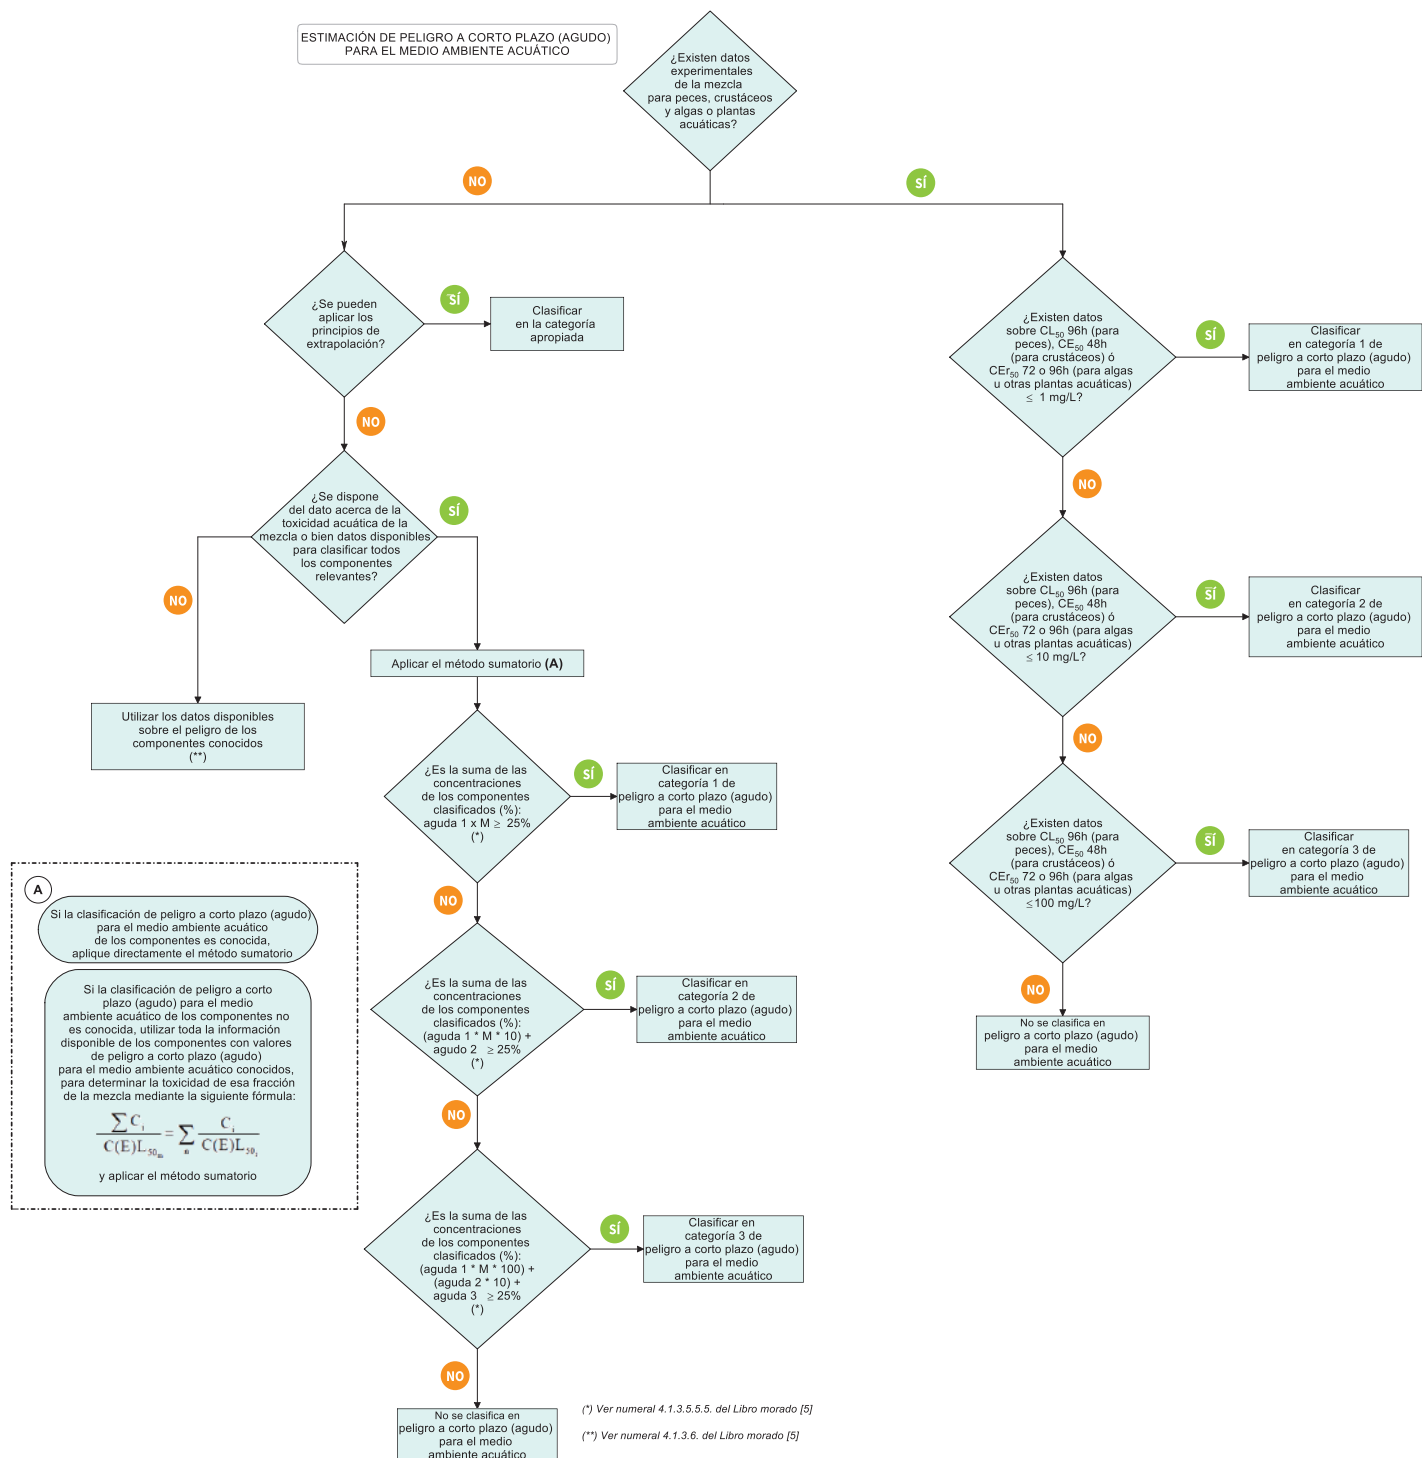 ESTIMACIÓN DE PELIGRO A CORTO PLAZO (AGUDO)
PARA EL MEDIO AMBIENTE ACUÁTICO
¿Existen datos
experimentales
de la mezcla
para peces, crustáceos
y algas o plantas
acuáticas?
NO
SÍ
¿Se pueden
aplicar los
principios de
extrapolación?
SÍ
Clasificar
en la categoría
apropiada
NO
¿Se dispone
del dato acerca de la
toxicidad acuática de la
mezcla o bien datos disponibles
para clasificar todos
los componentes
relevantes?
SÍ
NO
Utilizar los datos disponibles
sobre el peligro de los
componentes conocidos
(**)
Aplicar el método sumatorio (A)
¿Es la suma de las
concentraciones
de los componentes
clasificados (%):
aguda 1 x M ≥ 25%
(*)
SÍ
Clasificar en
categoría 1 de
peligro a corto plazo (agudo)
para el medio
ambiente acuático
NO
¿Es la suma de las
concentraciones
de los componentes
clasificados (%):
(aguda 1 * M * 10) +
agudo 2 ≥ 25%
(*)
SÍ
Clasificar en
categoría 2 de
peligro a corto plazo (agudo)
para el medio
ambiente acuático
NO
¿Es la suma de las
concentraciones
de los componentes
clasificados (%):
(aguda 1 * M * 100) +
(aguda 2 * 10) +
aguda 3 ≥ 25%
(*)
SÍ
Clasificar en
categoría 3 de
peligro a corto plazo (agudo)
para el medio
ambiente acuático
NO
No se clasifica en
peligro a corto plazo (agudo)
para el medio
ambiente acuático
¿Existen datos
sobre CL50 96h (para
peces), CE50 48h
(para crustáceos) ó
CEr50 72 o 96h (para algas
u otras plantas acuáticas)
≤ 1 mg/L?
SÍ
Clasificar
en categoría 1 de
peligro a corto plazo (agudo)
para el medio
ambiente acuático
NO
¿Existen datos
sobre CL50 96h (para
peces), CE50 48h
(para crustáceos) ó
CEr50 72 o 96h (para algas
u otras plantas acuáticas)
≤ 10 mg/L?
SÍ
Clasificar
en categoría 2 de
peligro a corto plazo (agudo)
para el medio
ambiente acuático
NO
¿Existen datos
sobre CL50 96h (para
peces), CE50 48h
(para crustáceos) ó
CEr50 72 o 96h (para algas
u otras plantas acuáticas)
≤100 mg/L?
SÍ
Clasificar
en categoría 3 de
peligro a corto plazo (agudo)
para el medio
ambiente acuático
NO
No se clasifica en
peligro a corto plazo (agudo)
para el medio
ambiente acuático
A
Si la clasificación de peligro a corto plazo (agudo)
para el medio ambiente acuático
de los componentes es conocida,
aplique directamente el método sumatorio
Si la clasificación de peligro a corto
plazo (agudo) para el medio
ambiente acuático de los componentes no
es conocida, utilizar toda la información
disponible de los componentes con valores
de peligro a corto plazo (agudo)
para el medio ambiente acuático conocidos,
para determinar la toxicidad de esa fracción
de la mezcla mediante la siguiente fórmula:
∑ Ci / C(E)L50m = ∑n Ci / C(E)L50i
y aplicar el método sumatorio
(*) Ver numeral 4.1.3.5.5.5. del Libro morado [5]
(**) Ver numeral 4.1.3.6. del Libro morado [5]